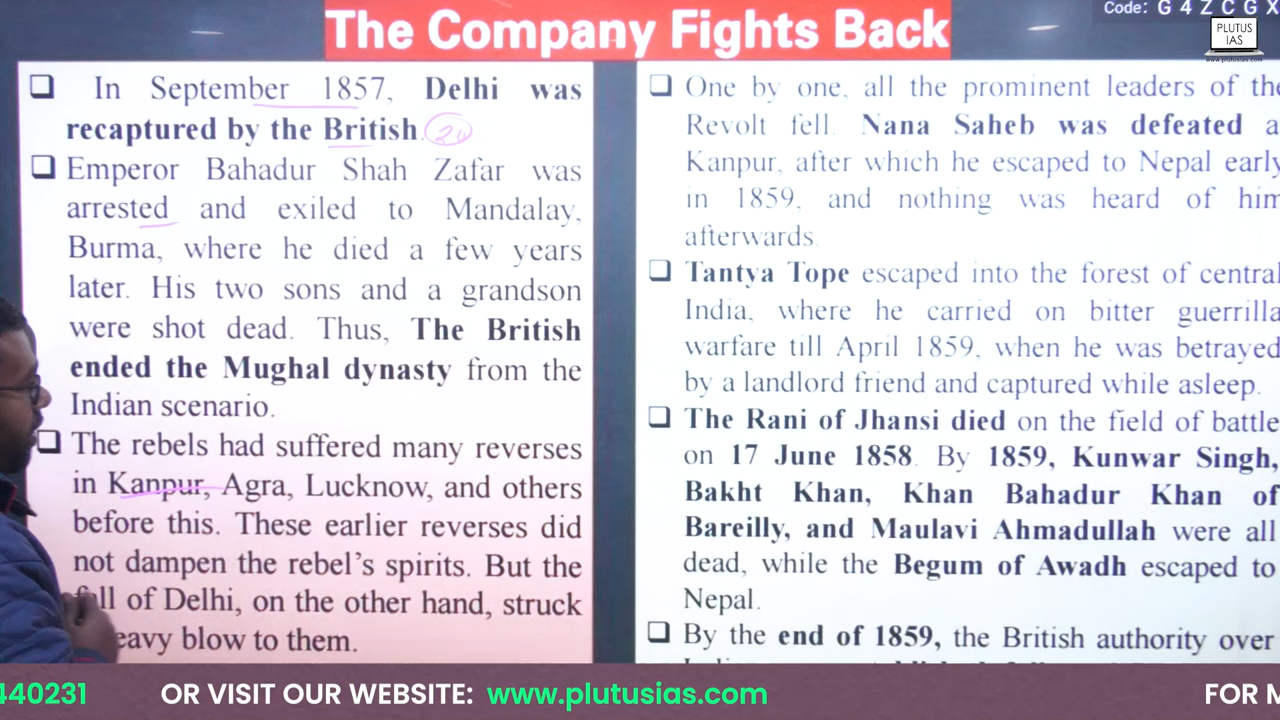 The Company Fights Back
Code: G 4 Z C G X
PLUTUS
IAS
www.plutusias.com
❑ In September 1857, Delhi was
recaptured by the British. 20
❑ Emperor Bahadur Shah Zafar was
arrested and exiled to Mandalay,
Burma, where he died a few years
later. His two sons and a grandson
were shot dead. Thus, The British
ended the Mughal dynasty from the
Indian scenario.
❑ The rebels had suffered many reverses
in Kanpur, Agra, Lucknow, and others
before this. These earlier reverses did
not dampen the rebel's spirits. But the
fall of Delhi, on the other hand, struck
eavy blow to them.
❑ One by one, all the prominent leaders of the
Revolt fell. Nana Saheb was defeated a
Kanpur, after which he escaped to Nepal early
in 1859, and nothing was heard of him
afterwards.
❑ Tantya Tope escaped into the forest of central
India, where he carried on bitter guerrilla
warfare till April 1859, when he was betrayed
by a landlord friend and captured while asleep.
❑ The Rani of Jhansi died on the field of battle
on 17 June 1858. By 1859, Kunwar Singh,
Bakht Khan, Khan Bahadur Khan of
Bareilly, and Maulavi Ahmadullah were all
dead, while the Begum of Awadh escaped to
Nepal.
❑ By the end of 1859, the British authority over
440231 OR VISIT OUR WEBSITE: www.plutusias.com FOR M